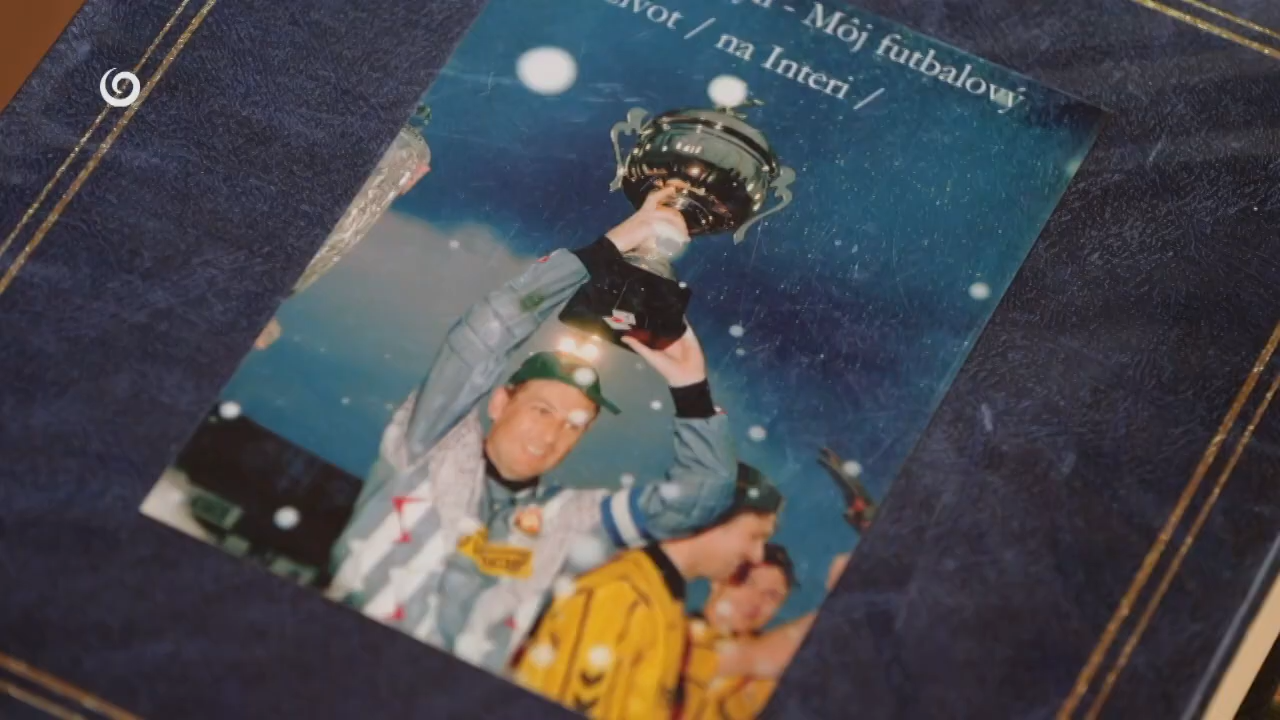 - Môj futbalový
život / na Interi /